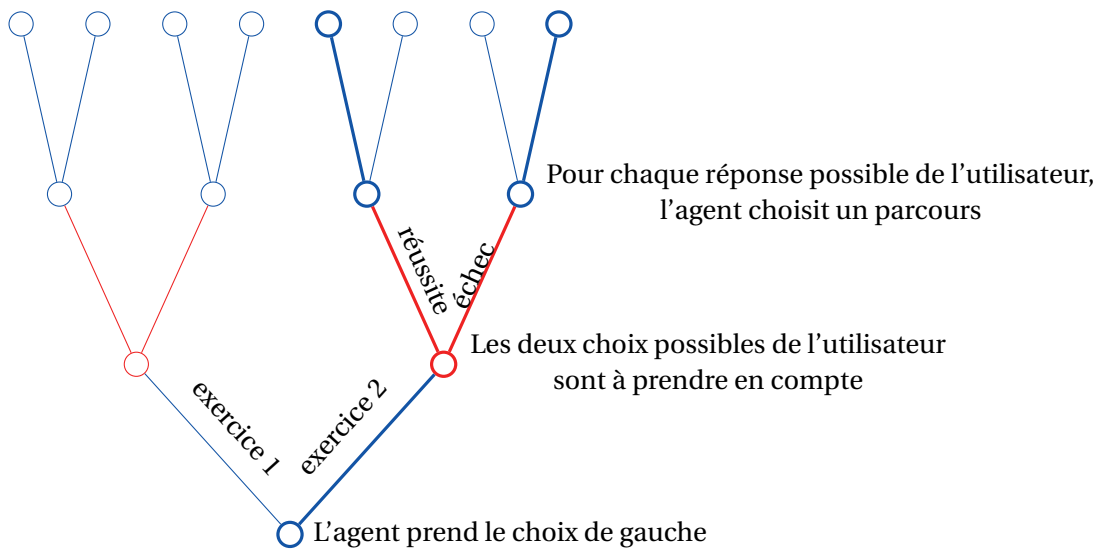 Pour chaque réponse possible de l'utilisateur,
l'agent choisit un parcours
réussite
échec
Les deux choix possibles de l'utilisateur
sont à prendre en compte
exercice 1
exercice 2
L'agent prend le choix de gauche